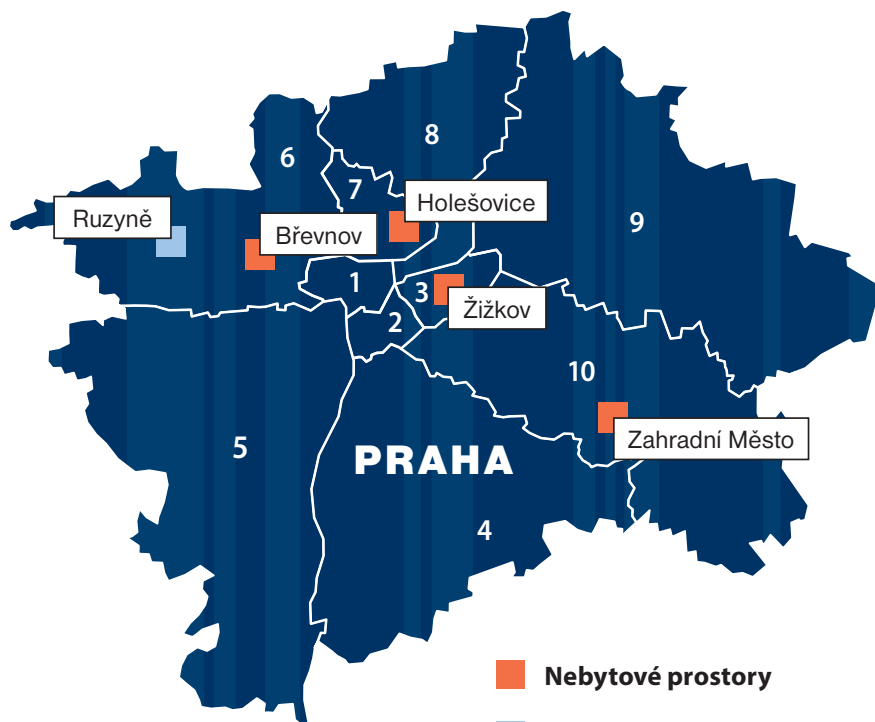 8
6
7
Holešovice
Ruzyně
Břevnov
9
1
3
Žižkov
2
10
Zahradní Město
5
PRAHA
4
Nebytové prostory